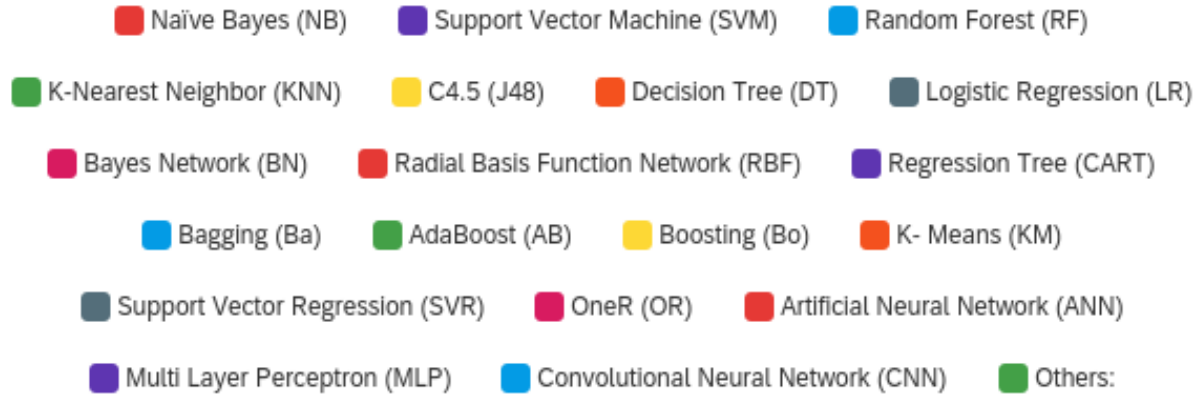 Naïve Bayes (NB) Support Vector Machine (SVM) Random Forest (RF)
K-Nearest Neighbor (KNN) C4.5 (J48) Decision Tree (DT) Logistic Regression (LR)
Bayes Network (BN) Radial Basis Function Network (RBF) Regression Tree (CART)
Bagging (Ba) AdaBoost (AB) Boosting (Bo) K- Means (KM)
Support Vector Regression (SVR) OneR (OR) Artificial Neural Network (ANN)
Multi Layer Perceptron (MLP) Convolutional Neural Network (CNN) Others: